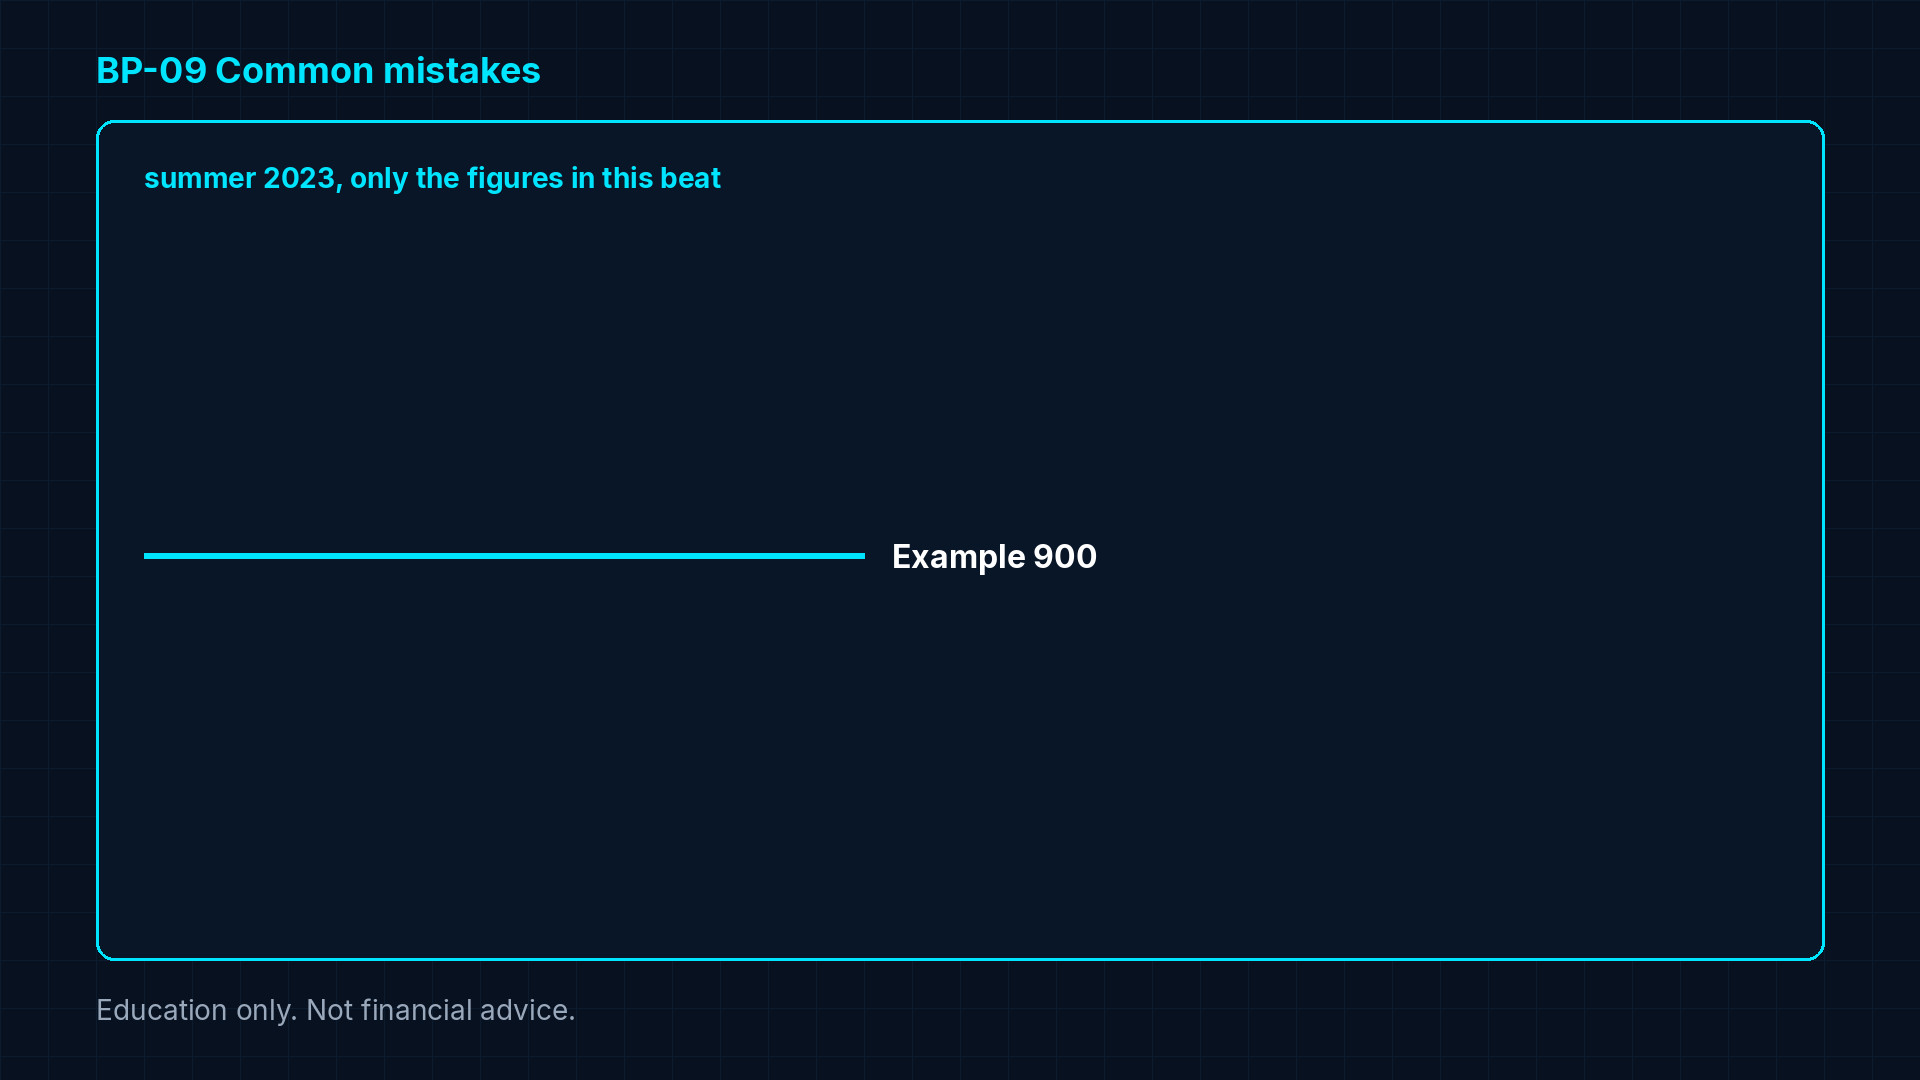 BP-09 Common mistakes
summer 2023, only the figures in this beat
Example 900
Education only. Not financial advice.